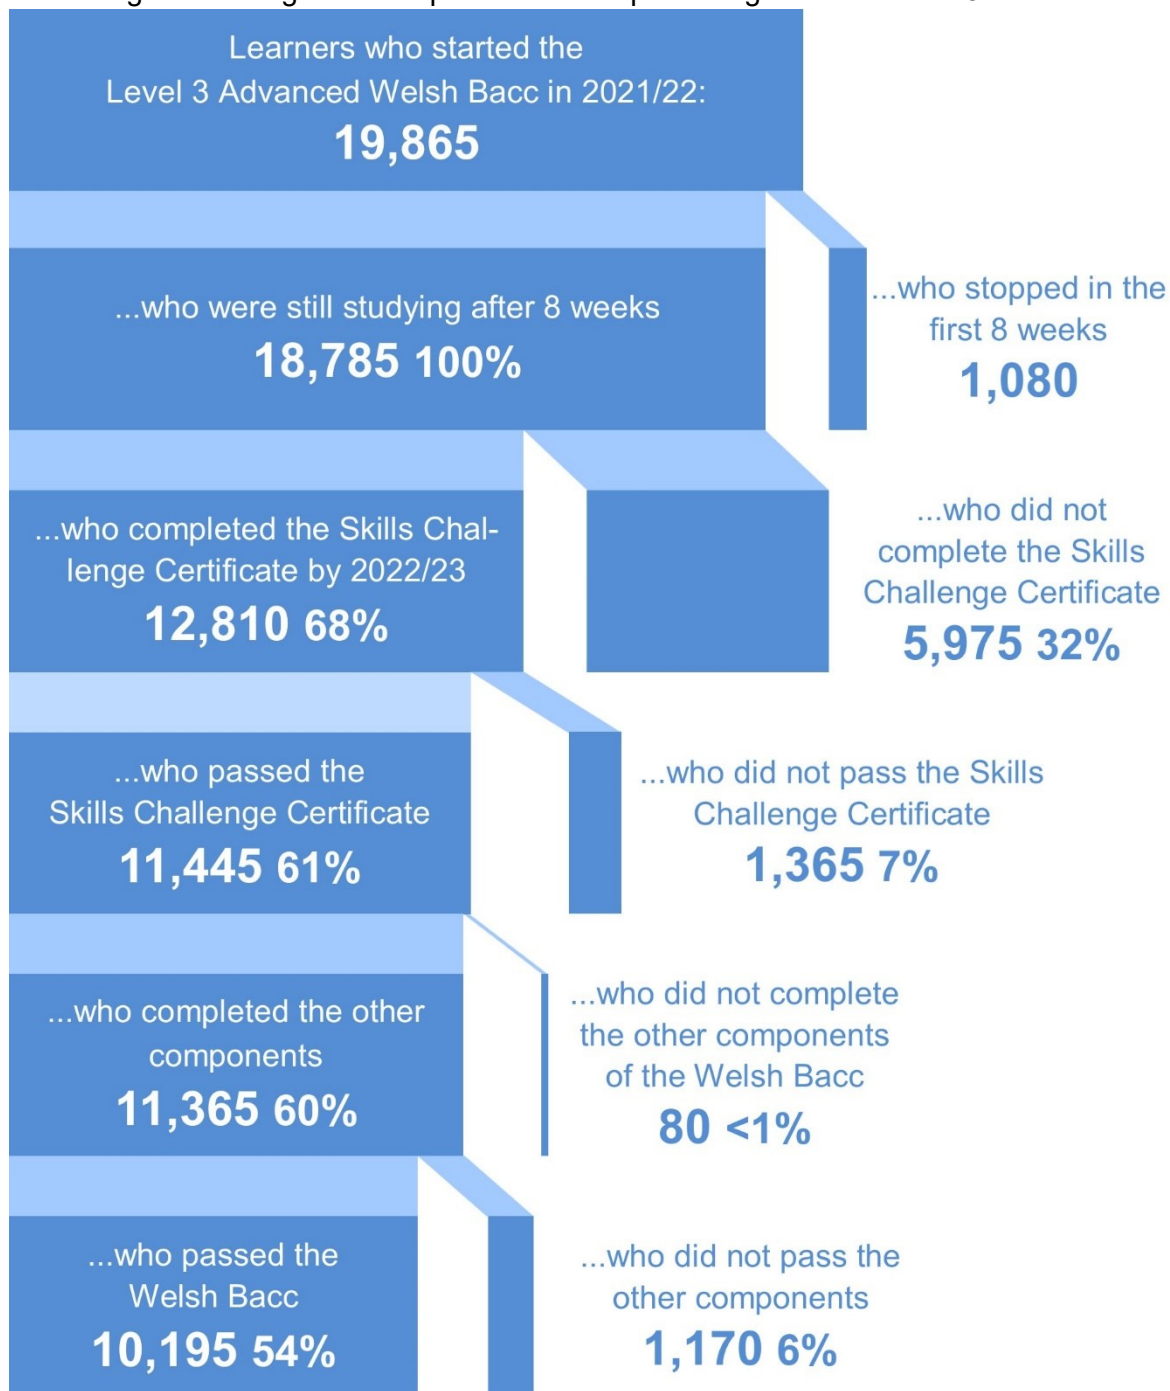 Learners who started the
Level 3 Advanced Welsh Bacc in 2021/22:
19,865
...who were still studying after 8 weeks
18,785 100%
...who stopped in the
first 8 weeks
1,080
...who completed the Skills Chal-
lenge Certificate by 2022/23
12,810 68%
...who did not
complete the Skills
Challenge Certificate
5,975 32%
...who passed the
Skills Challenge Certificate
11,445 61%
...who did not pass the Skills
Challenge Certificate
1,365 7%
...who completed the other
components
11,365 60%
...who did not complete
the other components
of the Welsh Bacc
80 <1%
...who passed the
Welsh Bacc
10,195 54%
...who did not pass the
other components
1,170 6%